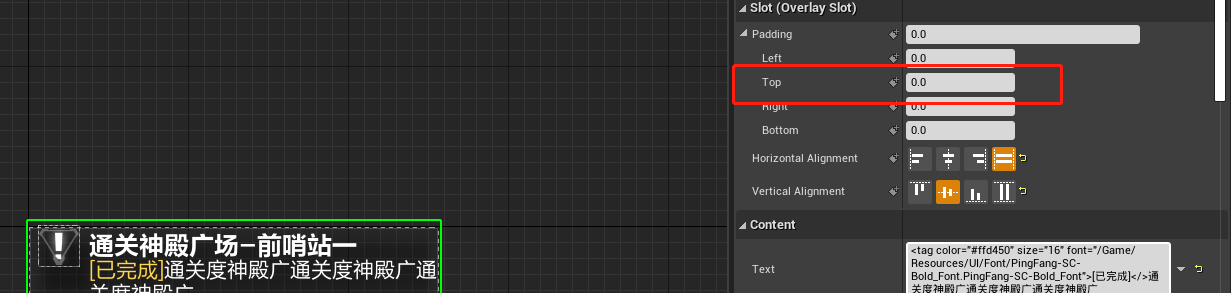 Slot (Overlay Slot)
Padding 0.0
Left 0.0
Top 0.0
Right 0.0
Bottom 0.0
Horizontal Alignment
Vertical Alignment
Content
Text
<tag color="#ffd450" size="16" font="/Game/
Resources/UI/Font/PingFang-SC-
Bold_Font.PingFang-SC-Bold_Font">[已完成]</>通
关度神殿广通关度神殿广通关度神殿广
通关神殿广场–前哨站一
[已完成]通关度神殿广通关度神殿广通
关度神殿广